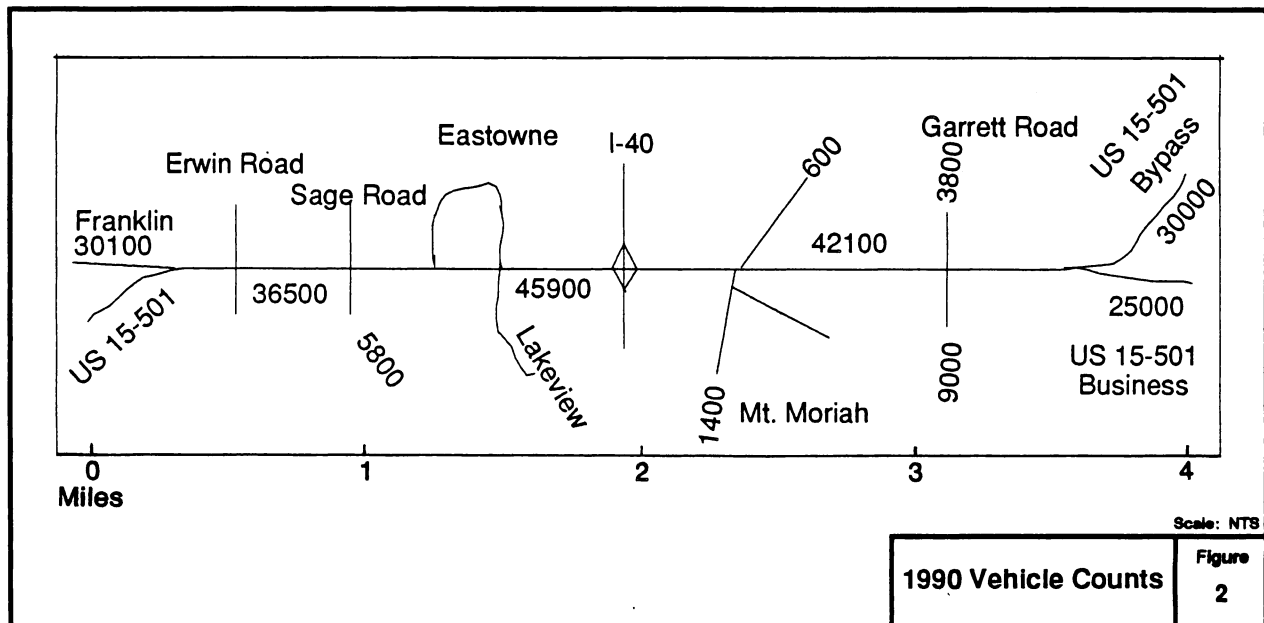 Eastowne
I-40
600
Garrett Road
US 15-501
Bypass
Erwin Road
Sage Road
3800
Franklin
30100
42100
30000
36500
45900
25000
US 15-501
5800
Lakeview
9000
US 15-501
Business
1400
Mt. Moriah
0 1 2 3 4
Miles
Scale: NTS
1990 Vehicle Counts
Figure
2